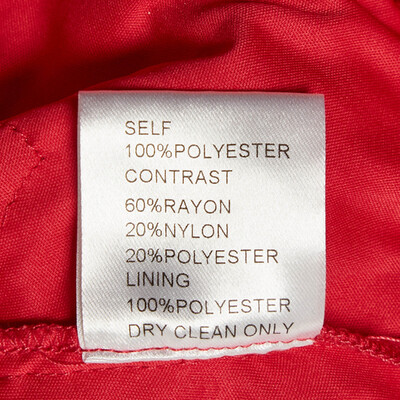 SELF
100%POLYESTER
CONTRAST
60%RAYON
20%NYLON
20%POLYESTER
LINING
100%POLYESTER
DRY CLEAN ONLY